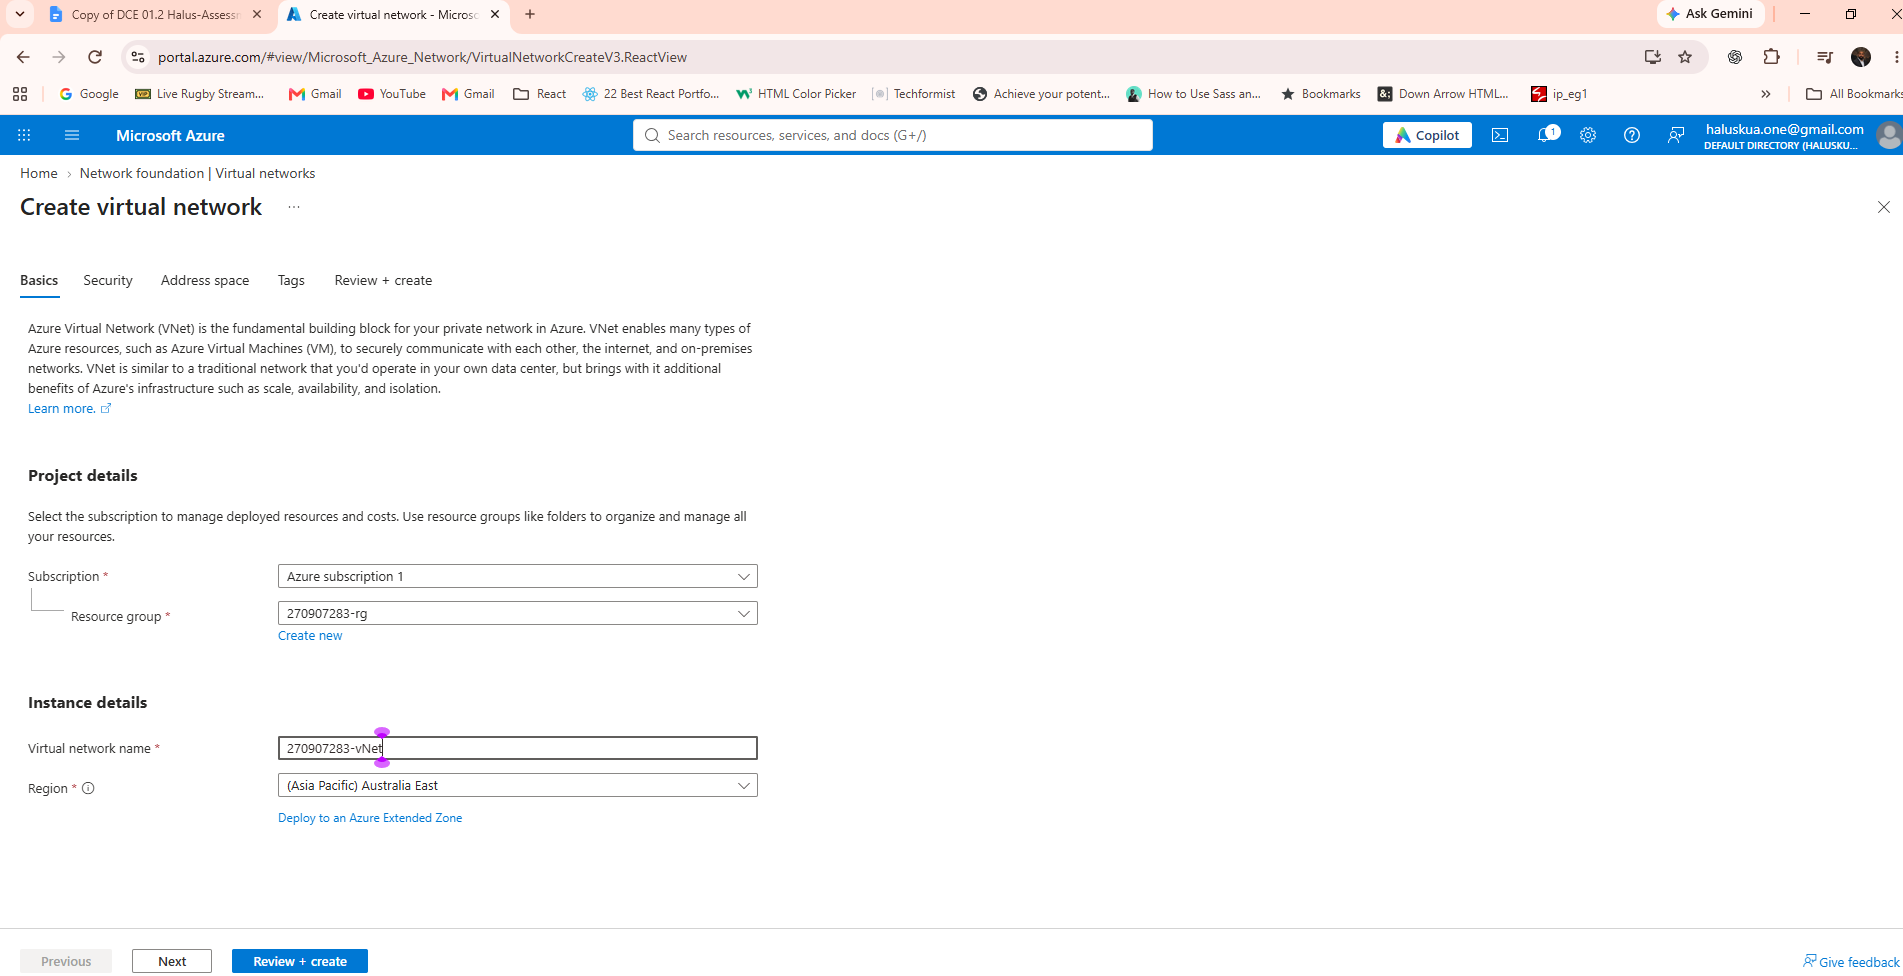 Copy of DCE 01.2 Halus-Assessm
Create virtual network - Microso
Ask Gemini
portal.azure.com/#view/Microsoft_Azure_Network/VirtualNetworkCreateV3.ReactView
Google
Live Rugby Stream...
Gmail
YouTube
Gmail
React
22 Best React Portfo...
HTML Color Picker
Techformist
Achieve your potent...
How to Use Sass an...
Bookmarks
Down Arrow HTML...
ip_eg1
All Bookmarks
Microsoft Azure
Search resources, services, and docs (G+/)
Copilot
1
haluskua.one@gmail.com
DEFAULT DIRECTORY (HALUSKU...
Home > Network foundation | Virtual networks
Create virtual network ...
Basics
Security
Address space
Tags
Review + create
Azure Virtual Network (VNet) is the fundamental building block for your private network in Azure. VNet enables many types of
Azure resources, such as Azure Virtual Machines (VM), to securely communicate with each other, the internet, and on-premises
networks. VNet is similar to a traditional network that you'd operate in your own data center, but brings with it additional
benefits of Azure's infrastructure such as scale, availability, and isolation.
Learn more.
Project details
Select the subscription to manage deployed resources and costs. Use resource groups like folders to organize and manage all
your resources.
Subscription *
Azure subscription 1
Resource group *
270907283-rg
Create new
Instance details
Virtual network name *
270907283-vNet
Region *
(Asia Pacific) Australia East
Deploy to an Azure Extended Zone
Previous
Next
Review + create
Give feedback